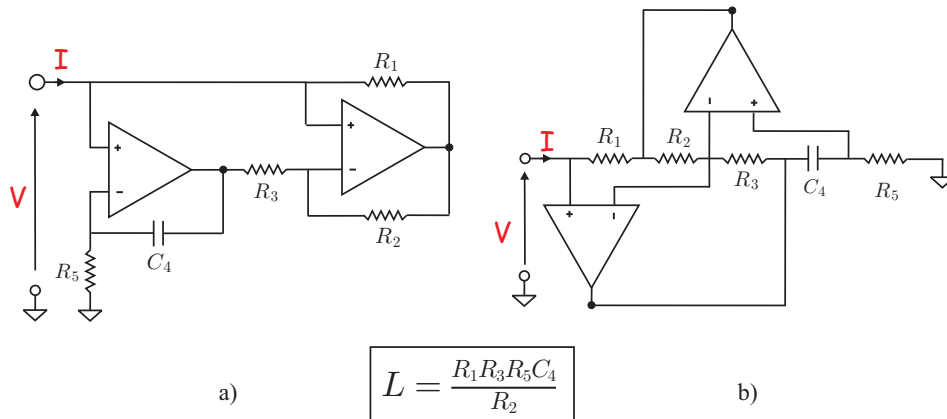 I
V
R₁
+
−
R₃
+
−
R₂
R₅
C₄
I
V
R₁
R₂
R₃
C₄
R₅
−
+
+
−
a)
L = R₁R₃R₅C₄ / R₂
b)